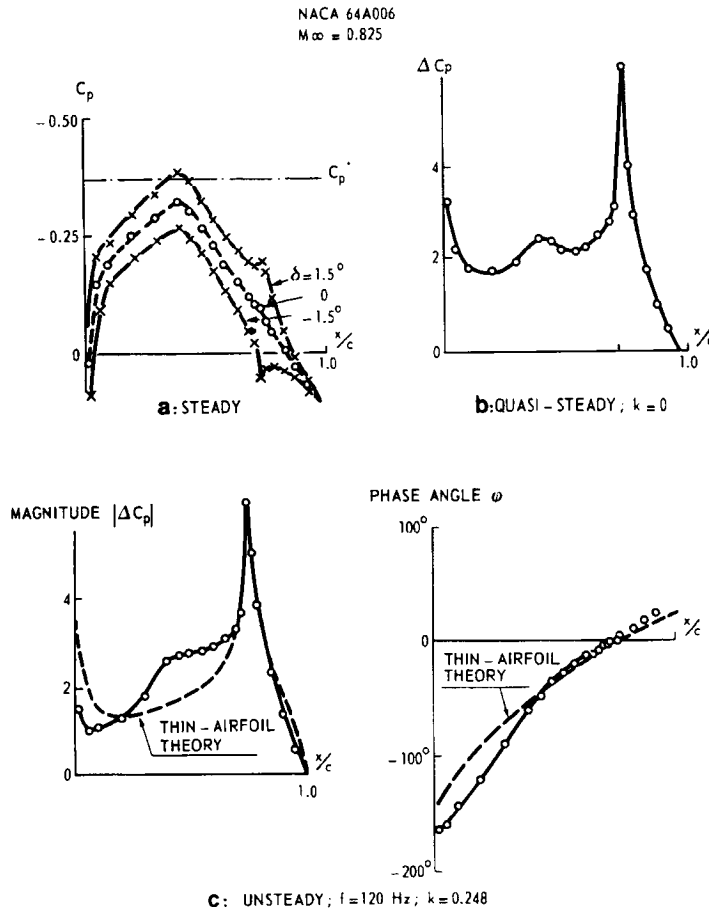 NACA 64A006
M∞ = 0.825
Cp
-0.50
Cp*
-0.25
δ=1.5°
0
-1.5°
x/c
0
1.0
a: STEADY
ΔCp
4
2
0
x/c
1.0
b: QUASI-STEADY; k=0
MAGNITUDE |ΔCp|
4
2
0
THIN-AIRFOIL
THEORY
x/c
1.0
PHASE ANGLE φ
100°
0
-100°
-200°
x/c
THIN-AIRFOIL
THEORY
c: UNSTEADY; f=120 Hz; k=0.248